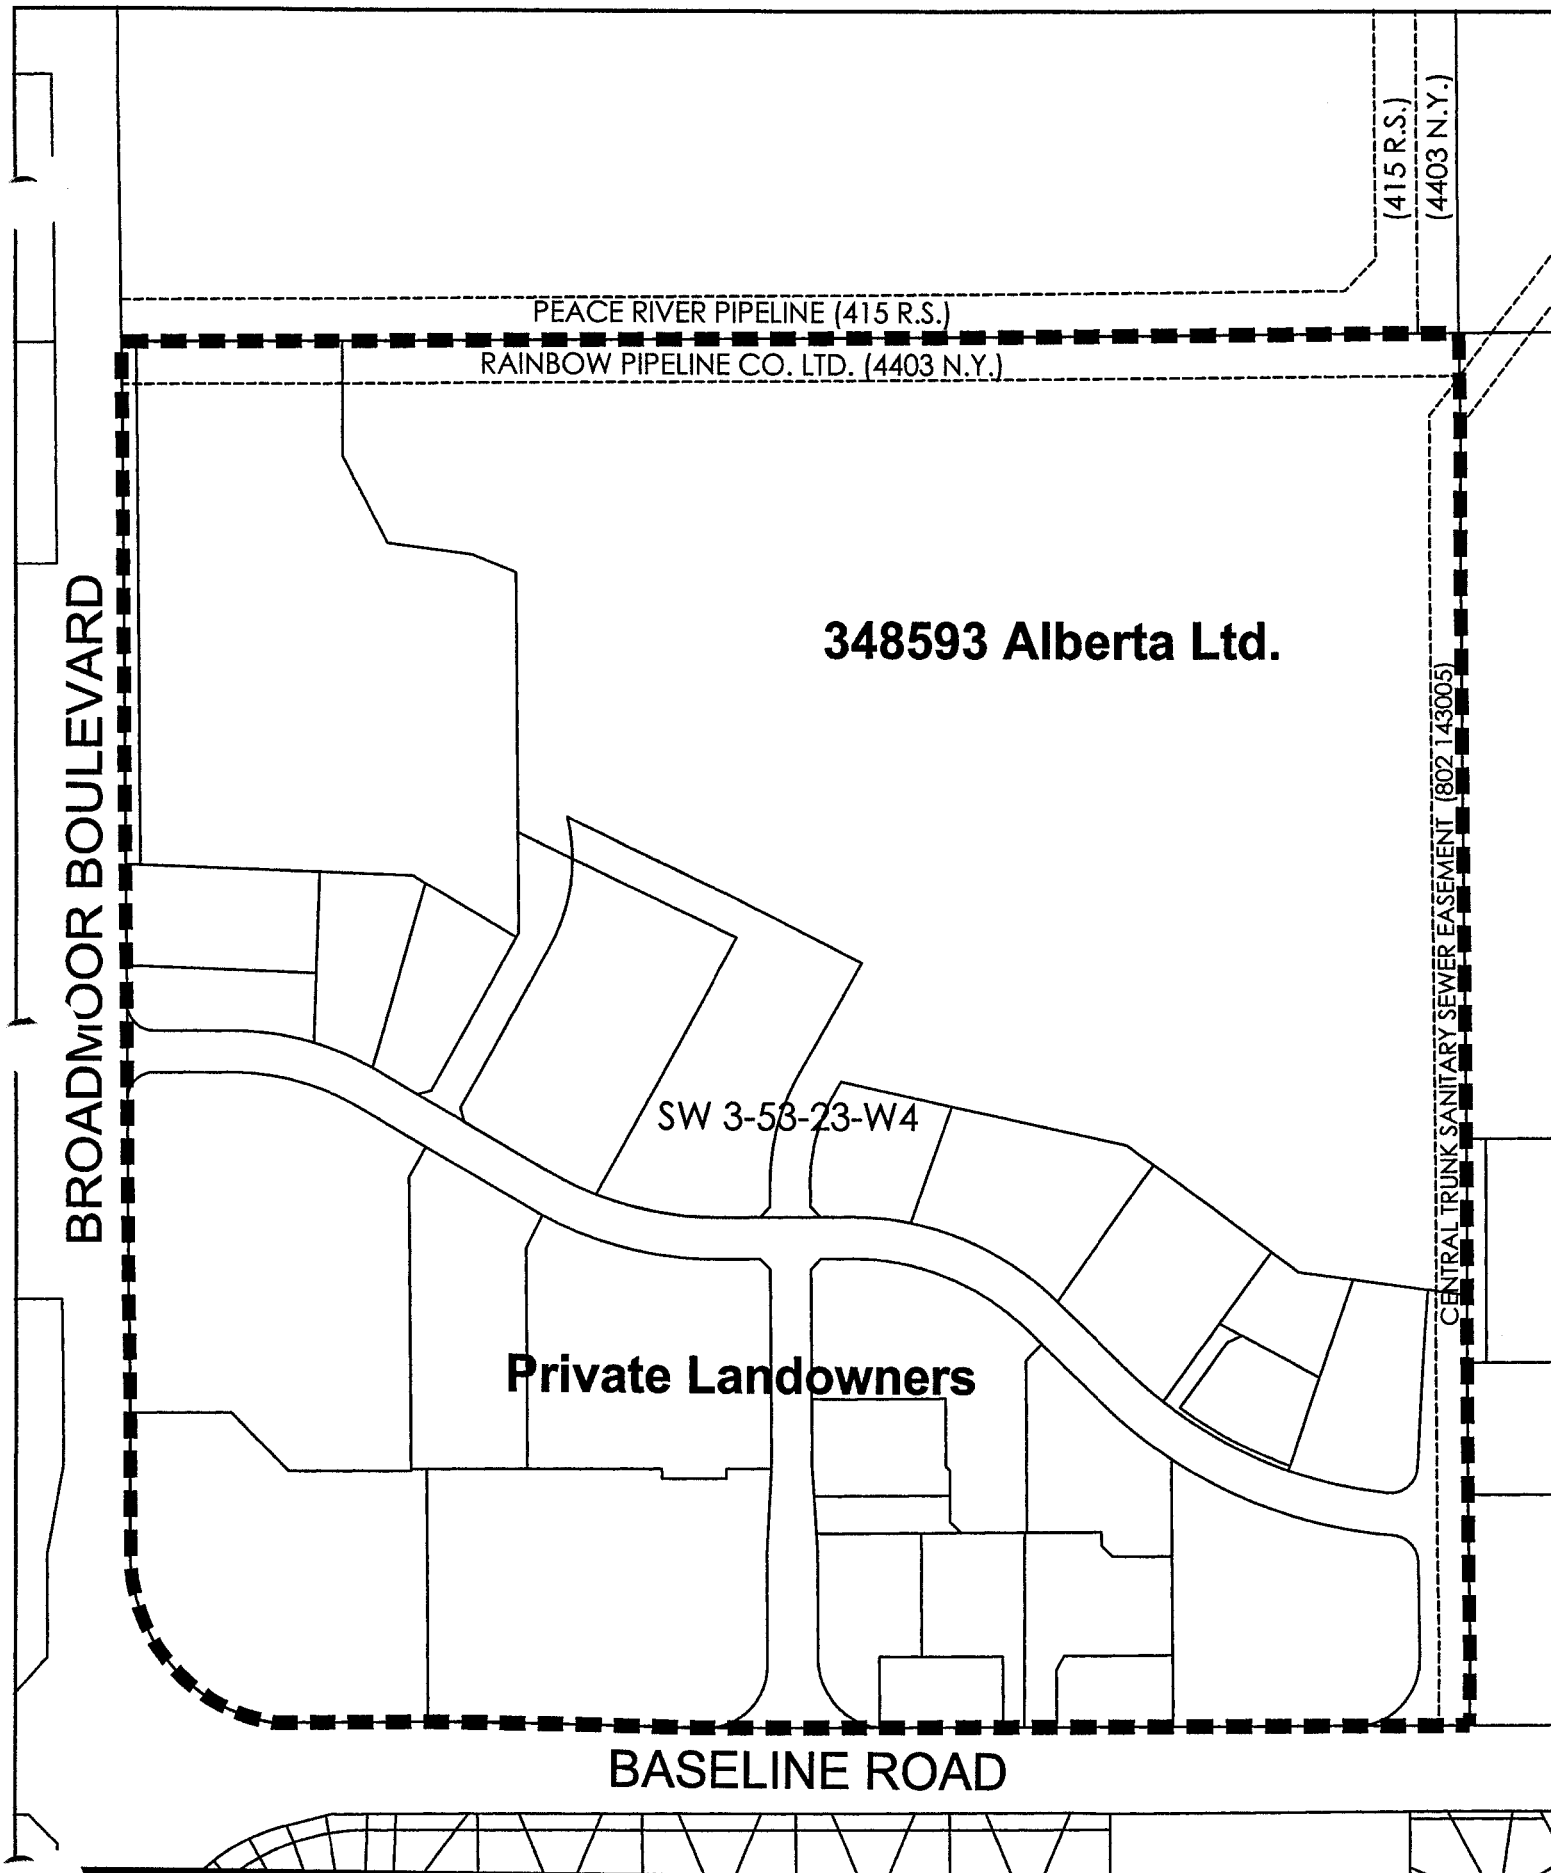 (415 R.S.)
(4403 N.Y.)
PEACE RIVER PIPELINE (415 R.S.)
RAINBOW PIPELINE CO. LTD. (4403 N.Y.)
348593 Alberta Ltd.
BROADMOOR BOULEVARD
CENTRAL TRUNK SANITARY SEWER EASEMENT (802 143005)
SW 3-53-23-W4
Private Landowners
BASELINE ROAD